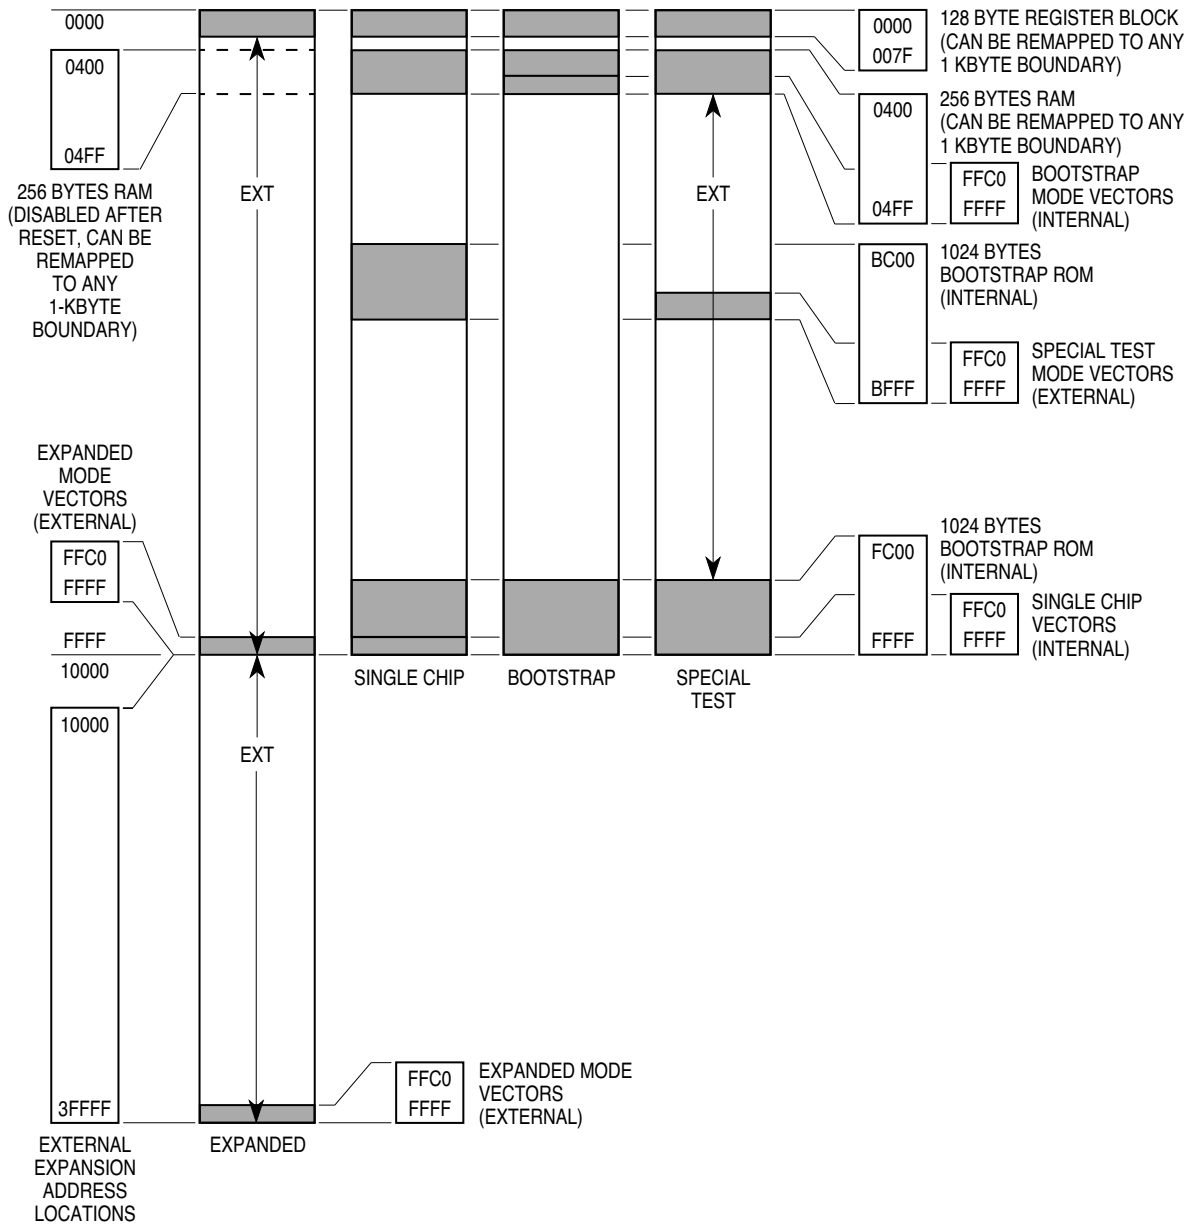 0000
0400
04FF
256 BYTES RAM
(DISABLED AFTER
RESET, CAN BE
REMAPPED
TO ANY
1-KBYTE
BOUNDARY)
EXT
EXT
0000
007F
128 BYTE REGISTER BLOCK
(CAN BE REMAPPED TO ANY
1 KBYTE BOUNDARY)
0400
04FF
256 BYTES RAM
(CAN BE REMAPPED TO ANY
1 KBYTE BOUNDARY)
FFC0
FFFF
BOOTSTRAP
MODE VECTORS
(INTERNAL)
BC00
BFFF
1024 BYTES
BOOTSTRAP ROM
(INTERNAL)
FFC0
FFFF
SPECIAL TEST
MODE VECTORS
(EXTERNAL)
EXPANDED
MODE
VECTORS
(EXTERNAL)
FFC0
FFFF
FFFF
10000
FC00
FFFF
1024 BYTES
BOOTSTRAP ROM
(INTERNAL)
FFC0
FFFF
SINGLE CHIP
VECTORS
(INTERNAL)
SINGLE CHIP
BOOTSTRAP
SPECIAL
TEST
10000
3FFFF
EXT
FFC0
FFFF
EXPANDED MODE
VECTORS
(EXTERNAL)
EXTERNAL
EXPANSION
ADDRESS
LOCATIONS
EXPANDED